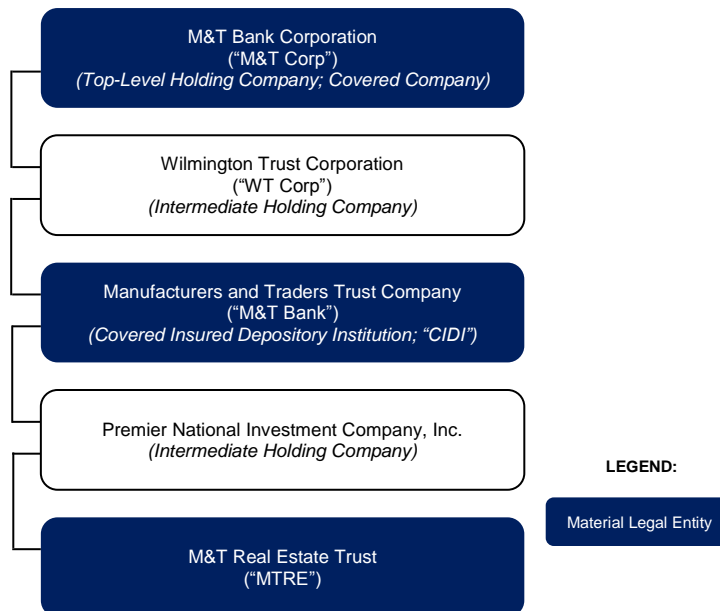 M&T Bank Corporation
(“M&T Corp”)
(Top-Level Holding Company; Covered Company)
Wilmington Trust Corporation
(“WT Corp”)
(Intermediate Holding Company)
Manufacturers and Traders Trust Company
(“M&T Bank”)
(Covered Insured Depository Institution; “CIDI”)
Premier National Investment Company, Inc.
(Intermediate Holding Company)
LEGEND:
Material Legal Entity
M&T Real Estate Trust
(“MTRE”)